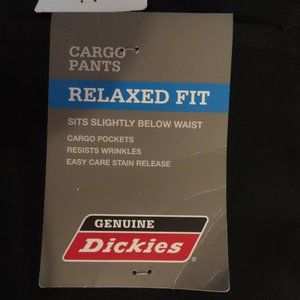 CARGO
PANTS
RELAXED FIT
SITS SLIGHTLY BELOW WAIST
CARGO POCKETS
RESISTS WRINKLES
EASY CARE STAIN RELEASE
GENUINE
Dickies®